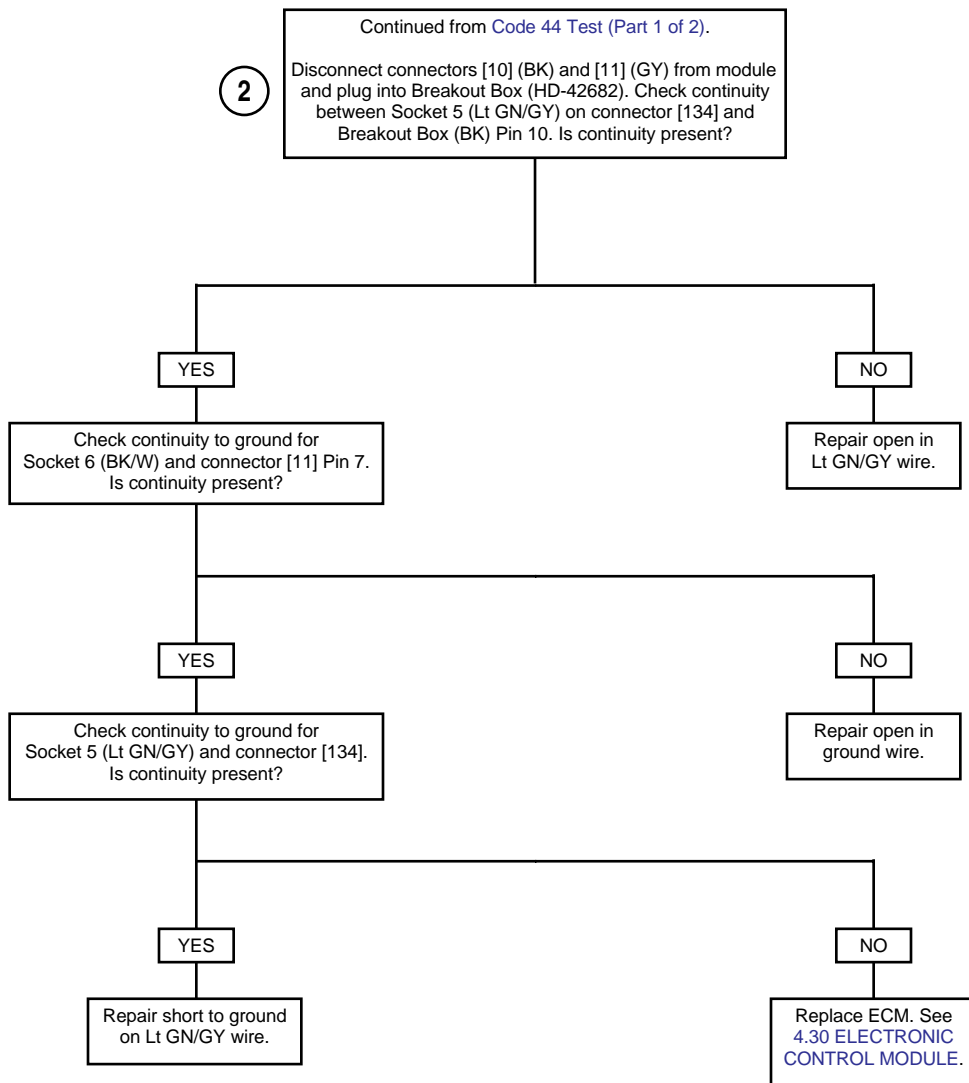 Continued from Code 44 Test (Part 1 of 2).
2
Disconnect connectors [10] (BK) and [11] (GY) from module
and plug into Breakout Box (HD-42682). Check continuity
between Socket 5 (Lt GN/GY) on connector [134] and
Breakout Box (BK) Pin 10. Is continuity present?
YES
NO
Check continuity to ground for
Socket 6 (BK/W) and connector [11] Pin 7.
Is continuity present?
Repair open in
Lt GN/GY wire.
YES
NO
Check continuity to ground for
Socket 5 (Lt GN/GY) and connector [134].
Is continuity present?
Repair open in
ground wire.
YES
NO
Repair short to ground
on Lt GN/GY wire.
Replace ECM. See
4.30 ELECTRONIC
CONTROL MODULE.